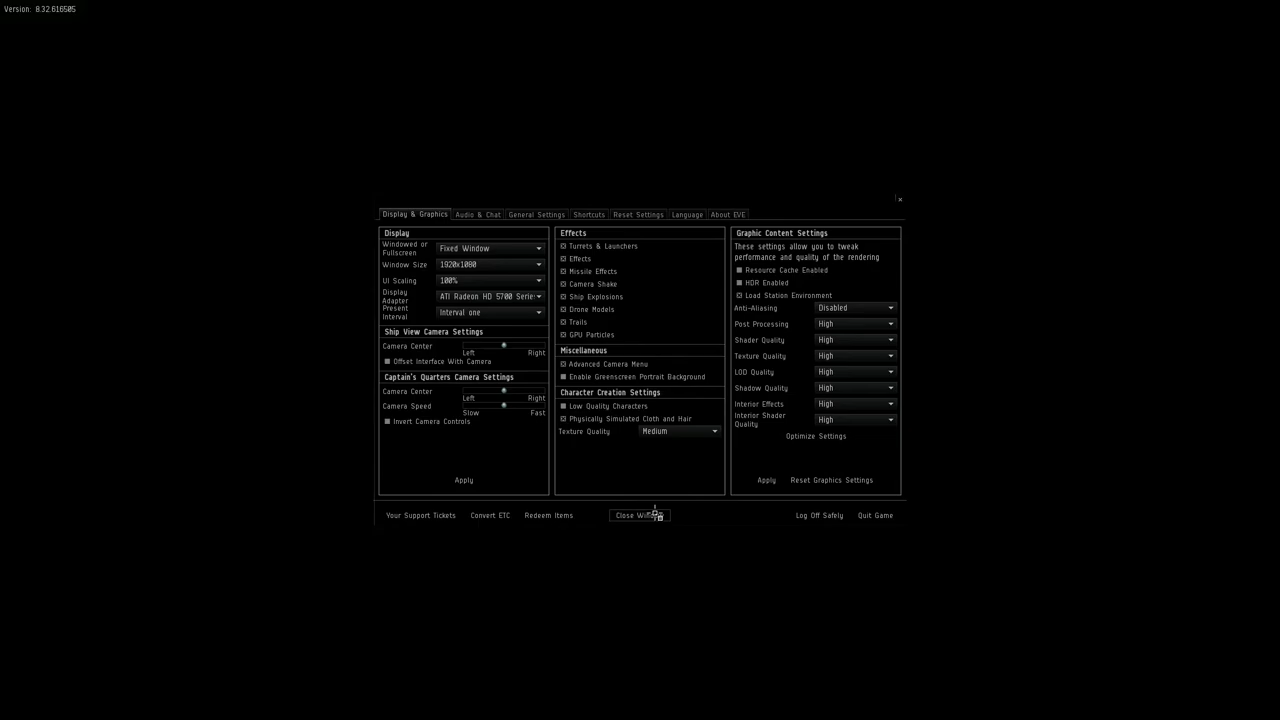 Version: 8.32.616505
Display & Graphics Audio & Chat General Settings Shortcuts Reset Settings Language About EVE
Display
Windowed or Fullscreen Fixed Window
Window Size 1920x1080
UI Scaling 100%
Display Adapter ATI Radeon HD 5700 Serie
Present Interval Interval one
Ship View Camera Settings
Camera Center
Left Right
Offset Interface With Camera
Captain's Quarters Camera Settings
Camera Center
Left Right
Camera Speed
Slow Fast
Invert Camera Controls
Apply
Effects
Turrets & Launchers
Effects
Missile Effects
Camera Shake
Ship Explosions
Drone Models
Trails
GPU Particles
Miscellaneous
Advanced Camera Menu
Enable Greenscreen Portrait Background
Character Creation Settings
Low Quality Characters
Physically Simulated Cloth and Hair
Texture Quality Medium
Graphic Content Settings
These settings allow you to tweak
performance and quality of the rendering
Resource Cache Enabled
HDR Enabled
Load Station Environment
Anti-Aliasing Disabled
Post Processing High
Shader Quality High
Texture Quality High
LOD Quality High
Shadow Quality High
Interior Effects High
Interior Shader Quality High
Optimize Settings
Apply Reset Graphics Settings
Your Support Tickets Convert ETC Redeem Items Close Log Off Safely Quit Game